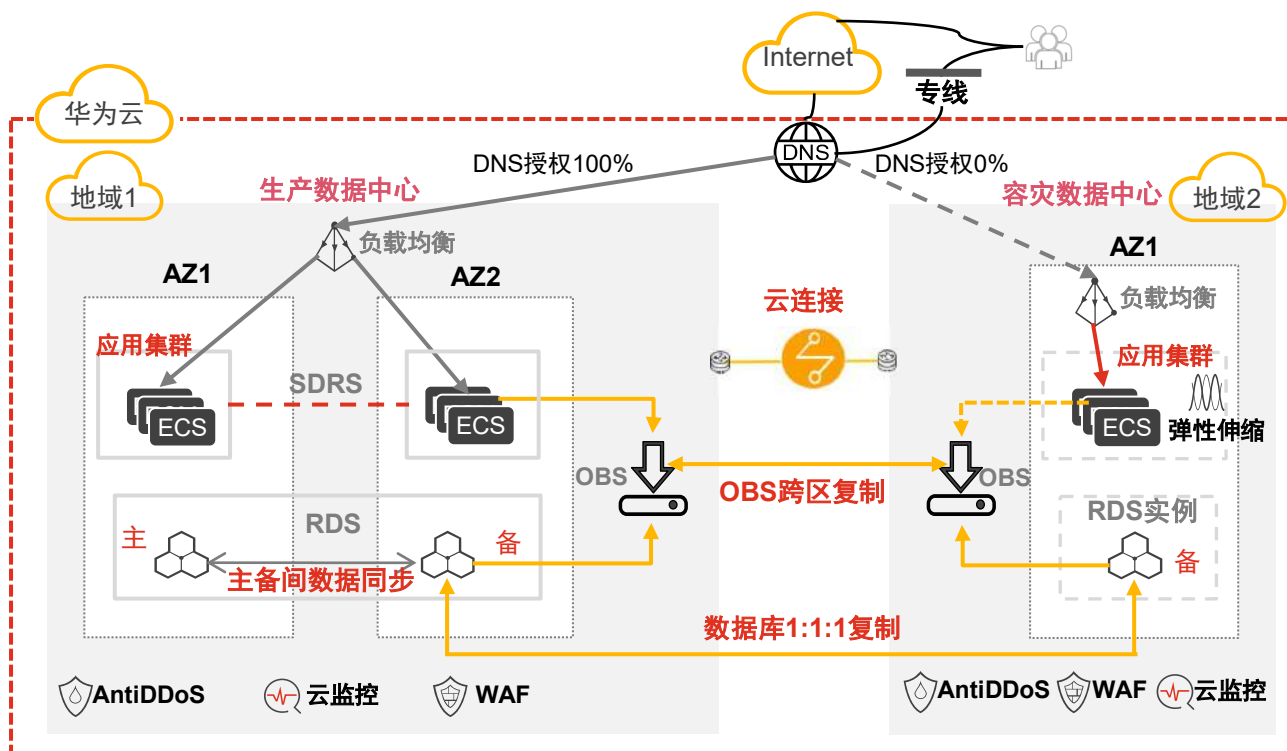 Internet
专线
华为云
DNS
DNS授权100%
DNS授权0%
地域1
生产数据中心
容灾数据中心
地域2
负载均衡
AZ1
AZ2
AZ1
云连接
负载均衡
应用集群
应用集群
SDRS
ECS
ECS
ECS
弹性伸缩
OBS
OBS
OBS跨区复制
RDS
RDS实例
主
备
备
主备间数据同步
数据库1:1:1复制
AntiDDoS
云监控
WAF
AntiDDoS
WAF
云监控